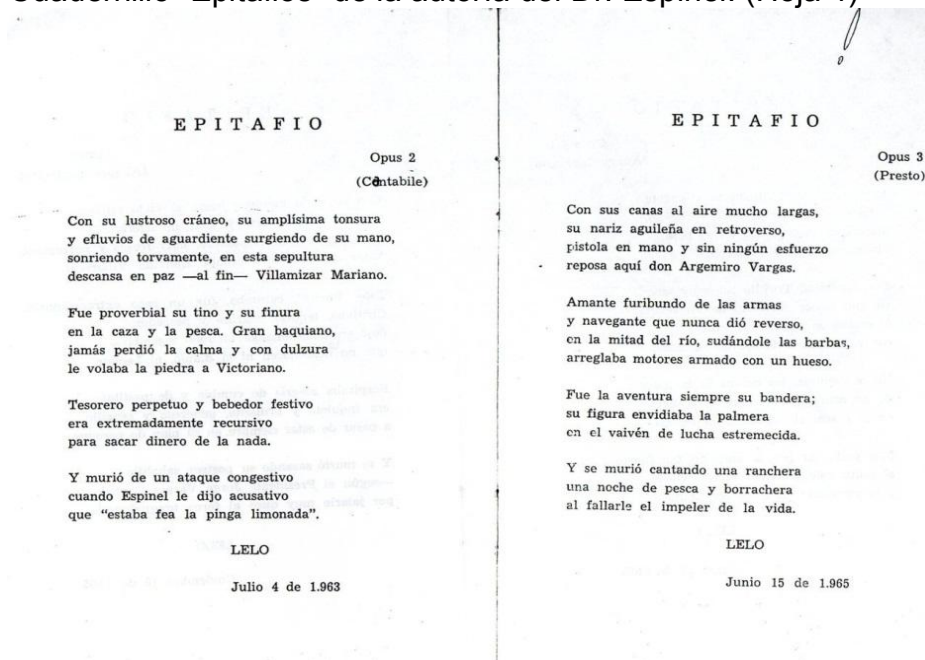 Cuadernillo "Epitafios" de la autoría del Dr. Espinel. (Hoja 1)
EPITAFIO
Opus 2
(Cantabile)
Con su lustroso cráneo, su amplísima tonsura
y efluvios de aguardiente surgiendo de su mano,
sonriendo torvamente, en esta sepultura
descansa en paz —al fin— Villamizar Mariano.
Fue proverbial su tino y su finura
en la caza y la pesca. Gran baquiano,
jamás perdió la calma y con dulzura
le volaba la piedra a Victoriano.
Tesorero perpetuo y bebedor festivo
era extremadamente recursivo
para sacar dinero de la nada.
Y murió de un ataque congestivo
cuando Espinel le dijo acusativo
que "estaba fea la pinga limonada".
LELO
Julio 4 de 1.963
EPITAFIO
Opus 3
(Presto)
Con sus canas al aire mucho largas,
su nariz aguileña en retroverso,
pistola en mano y sin ningún esfuerzo
reposa aquí don Argemiro Vargas.
Amante furibundo de las armas
y navegante que nunca dió reverso,
en la mitad del río, sudándole las barbas,
arreglaba motores armado con un hueso.
Fue la aventura siempre su bandera;
su figura envidiaba la palmera
en el vaivén de lucha estremecida.
Y se murió cantando una ranchera
una noche de pesca y borrachera
al fallarle el impeler de la vida.
LELO
Junio 15 de 1.965